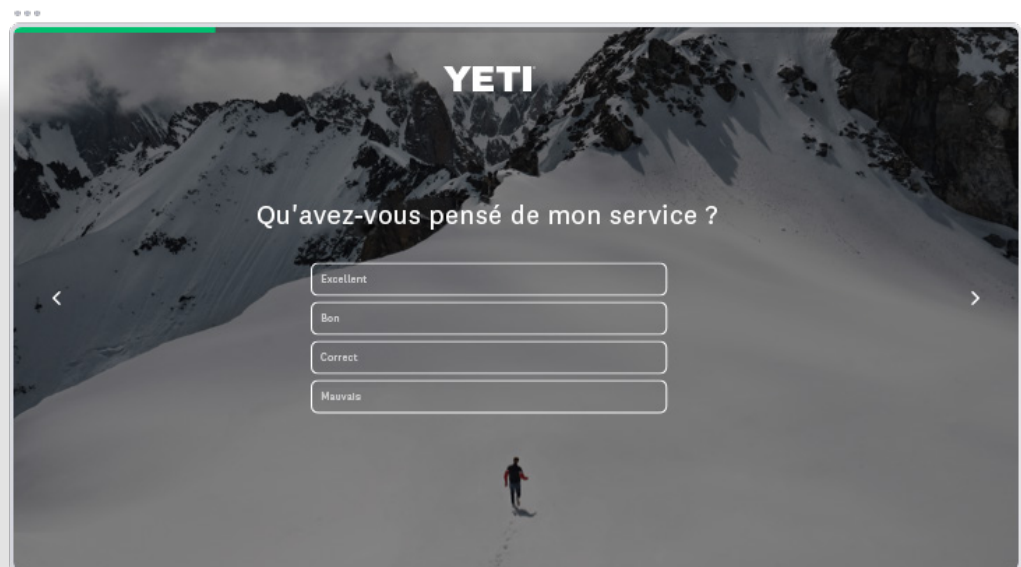 YETI
Qu'avez-vous pensé de mon service ?
Excellent
Bon
Correct
Mauvais